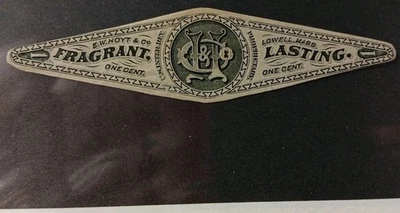 E.W.HOYT & Co.
FRAGRANT,
ONE CENT.
LOWELL, MASS.
LASTING.
ONE CENT.